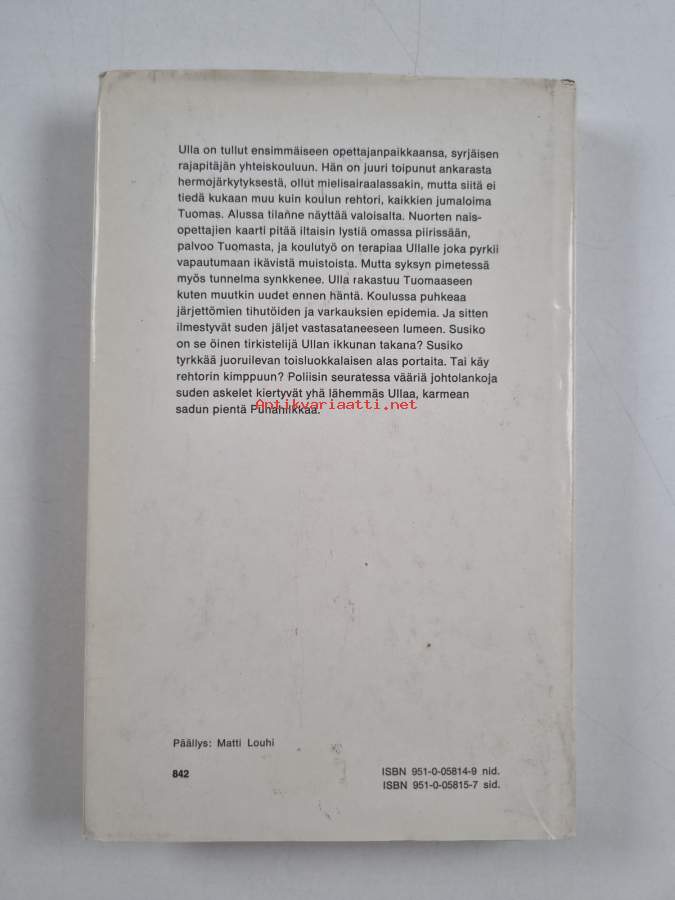 Ulla on tullut ensimmäiseen opettajanpaikkaansa, syrjäisen
rajapitäjän yhteiskouluun. Hän on juuri toipunut ankarasta
hermojärkytyksestä, ollut mielisairaalassakin, mutta siitä ei
tiedä kukaan muu kuin koulun rehtori, kaikkien jumaloima
Tuomas. Alussa tilanne näyttää valoisalta. Nuorten nais-
opettajien kaarti pitää iltaisin lystiä omassa piirissään,
palvoo Tuomasta, ja koulutyö on terapiaa Ullalle joka pyrkii
vapautumaan ikävistä muistoista. Mutta syksyn pimetessä
myös tunnelma synkkenee. Ulla rakastuu Tuomaaseen
kuten muutkin uudet ennen häntä. Koulussa puhkeaa
järjettömien tihutöiden ja varkauksien epidemia. Ja sitten
ilmestyvät suden jäljet vastasataneeseen lumeen. Susiko
on se öinen tirkistelijä Ullan ikkunan takana? Susiko
tyrkkää juoruilevan toisluokkalaisen alas portaita. Tai käy
rehtorin kimppuun? Poliisin seuratessa vääriä johtolankoja
suden askelet kiertyvät yhä lähemmäs Ullaa, karmean
sadun pientä Punahilkkaa.
Antikvariaatti.net
Päällys: Matti Louhi
842
ISBN 951-0-05814-9 nid.
ISBN 951-0-05815-7 sid.